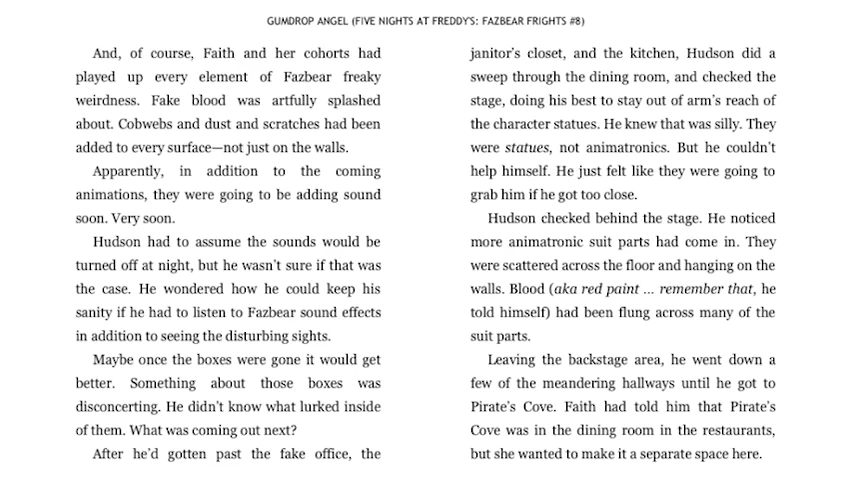 GUMDROP ANGEL (FIVE NIGHTS AT FREDDY'S: FAZBEAR FRIGHTS #8)
And, of course, Faith and her cohorts had
played up every element of Fazbear freaky
weirdness. Fake blood was artfully splashed
about. Cobwebs and dust and scratches had been
added to every surface—not just on the walls.
Apparently, in addition to the coming
animations, they were going to be adding sound
soon. Very soon.
Hudson had to assume the sounds would be
turned off at night, but he wasn't sure if that was
the case. He wondered how he could keep his
sanity if he had to listen to Fazbear sound effects
in addition to seeing the disturbing sights.
Maybe once the boxes were gone it would get
better. Something about those boxes was
disconcerting. He didn't know what lurked inside
of them. What was coming out next?
After he'd gotten past the fake office, the
janitor's closet, and the kitchen, Hudson did a
sweep through the dining room, and checked the
stage, doing his best to stay out of arm's reach of
the character statues. He knew that was silly. They
were statues, not animatronics. But he couldn't
help himself. He just felt like they were going to
grab him if he got too close.
Hudson checked behind the stage. He noticed
more animatronic suit parts had come in. They
were scattered across the floor and hanging on the
walls. Blood (aka red paint ... remember that, he
told himself) had been flung across many of the
suit parts.
Leaving the backstage area, he went down a
few of the meandering hallways until he got to
Pirate's Cove. Faith had told him that Pirate's
Cove was in the dining room in the restaurants,
but she wanted to make it a separate space here.